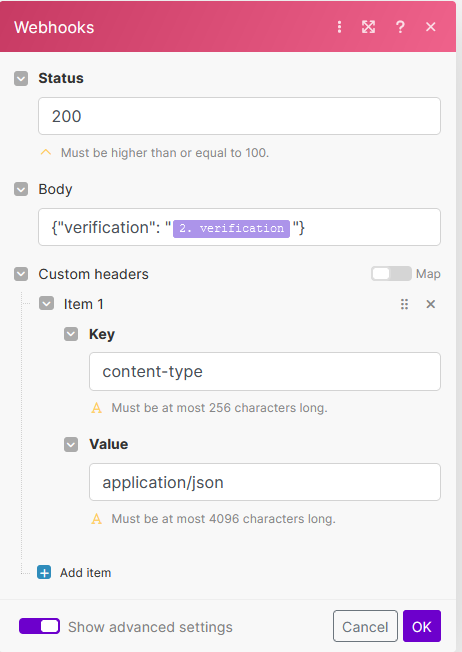 Webhooks
Status
200
Must be higher than or equal to 100.
Body
{"verification": "2. verification"}
Custom headers
Map
Item 1
Key
content-type
Must be at most 256 characters long.
Value
application/json
Must be at most 4096 characters long.
Add item
Show advanced settings
Cancel
OK